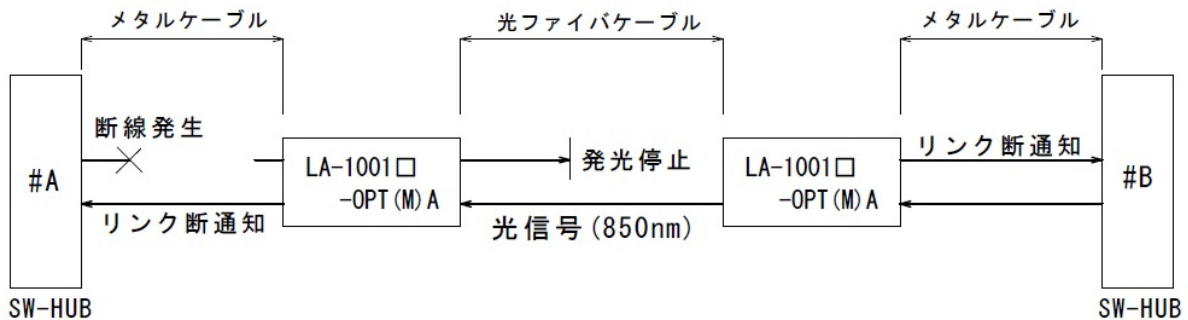 メタルケーブル
光ファイバケーブル
メタルケーブル
断線発生
#A
LA-1001□
-OPT(M)A
発光停止
LA-1001□
-OPT(M)A
リンク断通知
#B
リンク断通知
光信号(850nm)
SW-HUB
SW-HUB